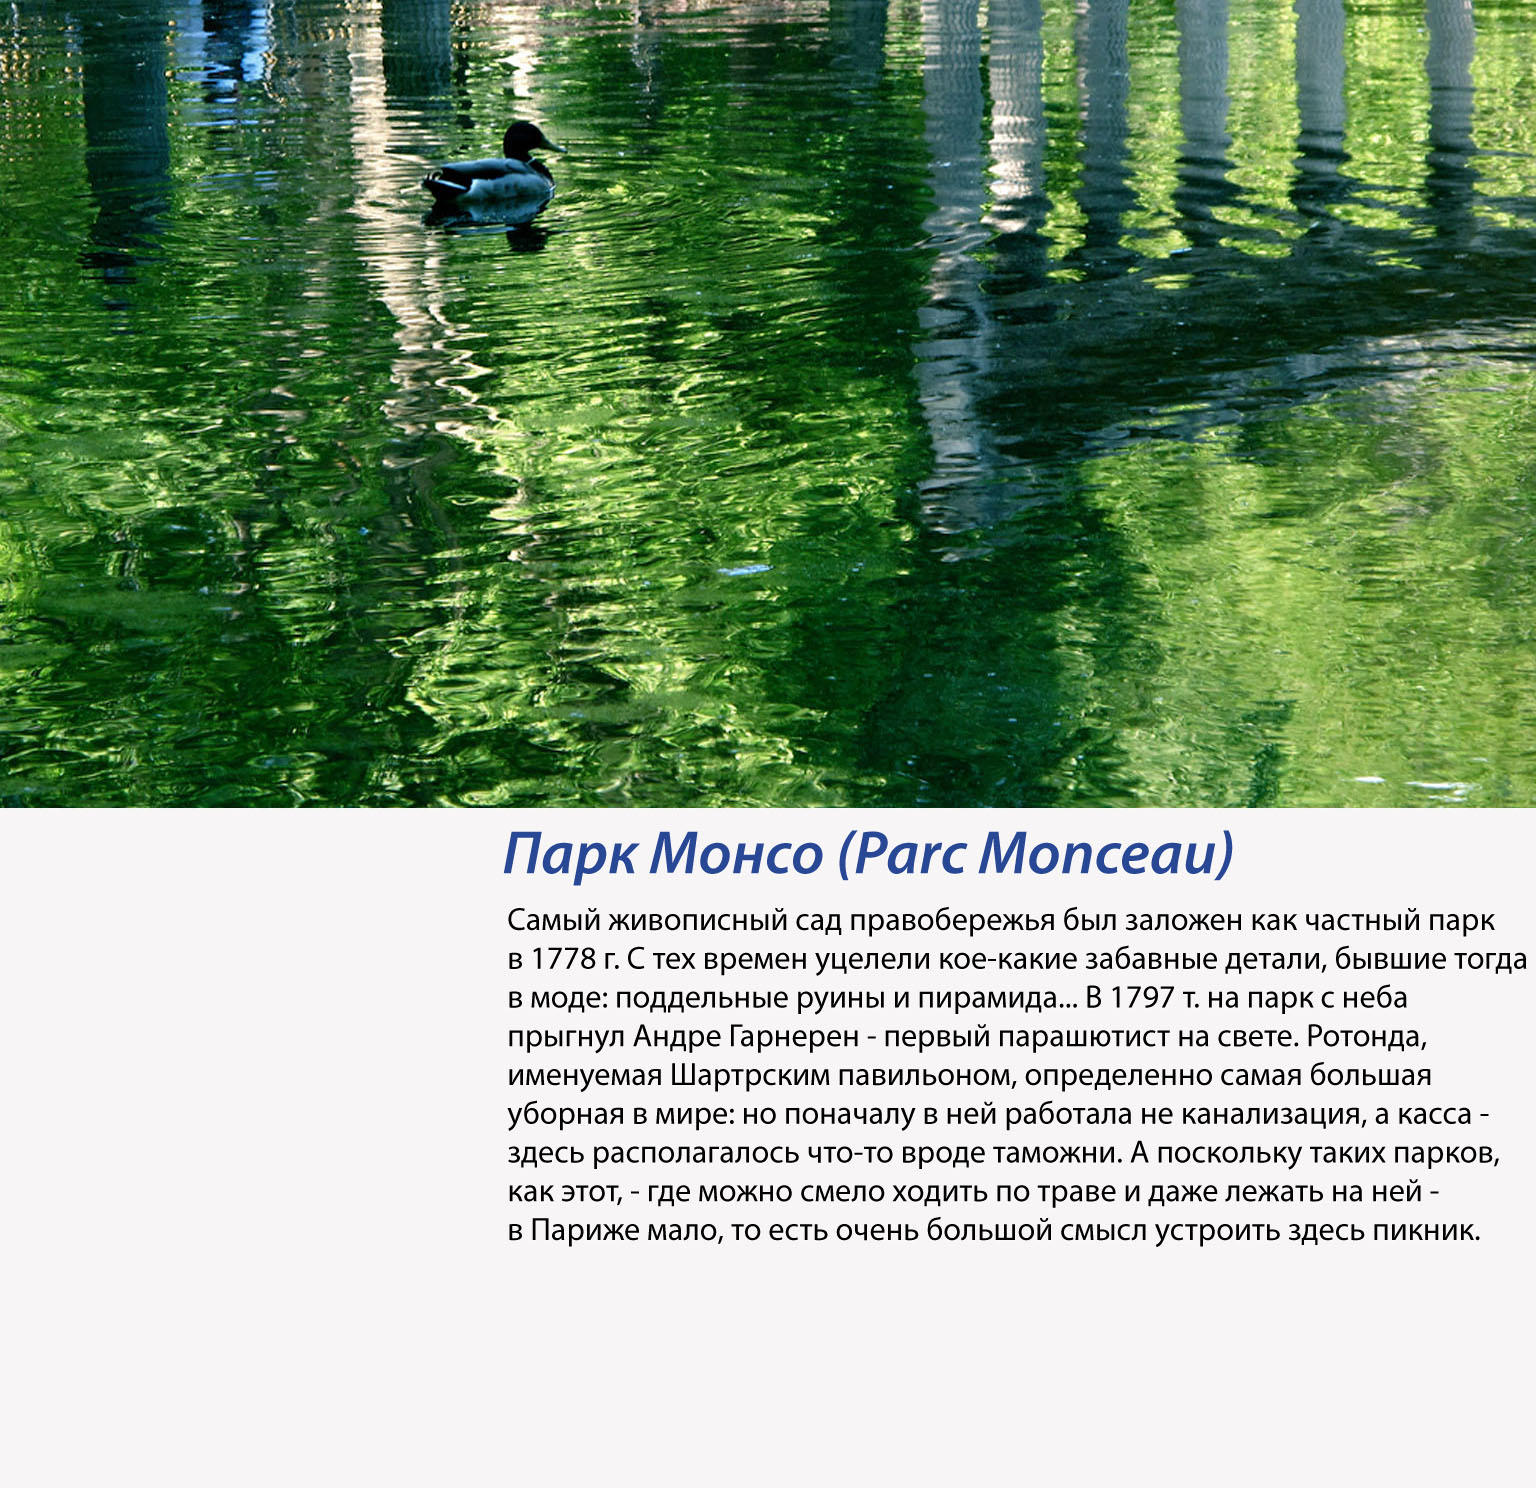 Парк Монсо (Parc Monceau)
Самый живописный сад правобережья был заложен как частный парк
в 1778 г. С тех времен уцелели кое-какие забавные детали, бывшие тогда
в моде: поддельные руины и пирамида... В 1797 т. на парк с неба
прыгнул Андре Гарнерен - первый парашютист на свете. Ротонда,
именуемая Шартрским павильоном, определенно самая большая
уборная в мире: но поначалу в ней работала не канализация, а касса -
здесь располагалось что-то вроде таможни. А поскольку таких парков,
как этот, - где можно смело ходить по траве и даже лежать на ней -
в Париже мало, то есть очень большой смысл устроить здесь пикник.